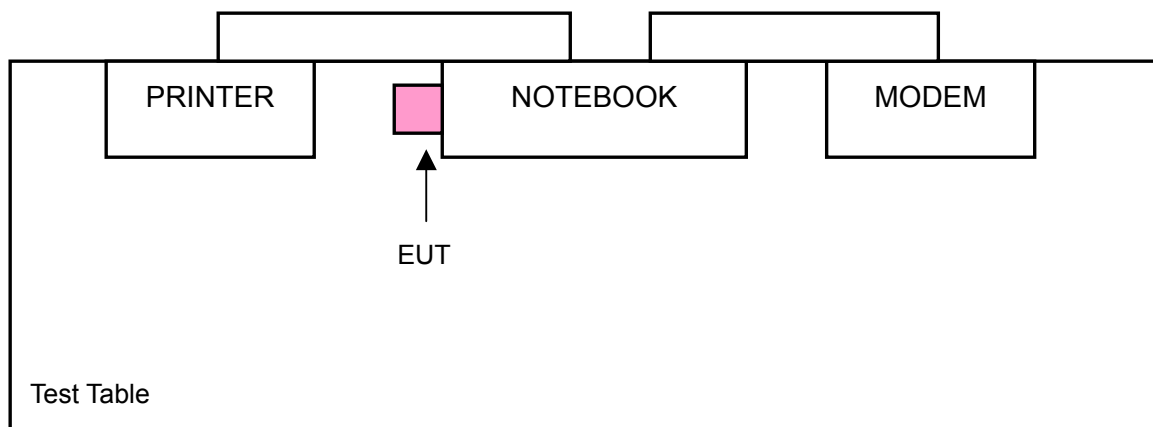 PRINTER
NOTEBOOK
MODEM
EUT
Test Table